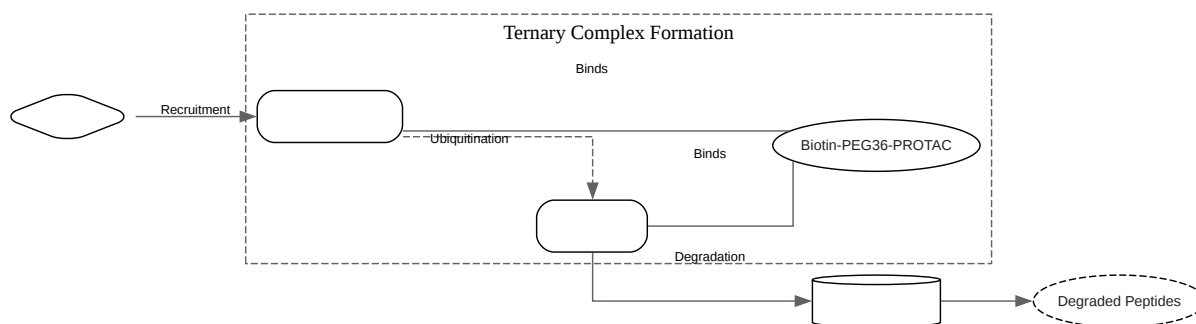 Ternary Complex Formation
Binds
Recruitment
Ubiquitination
Binds
Biotin-PEG36-PROTAC
Degradation
Degraded Peptides